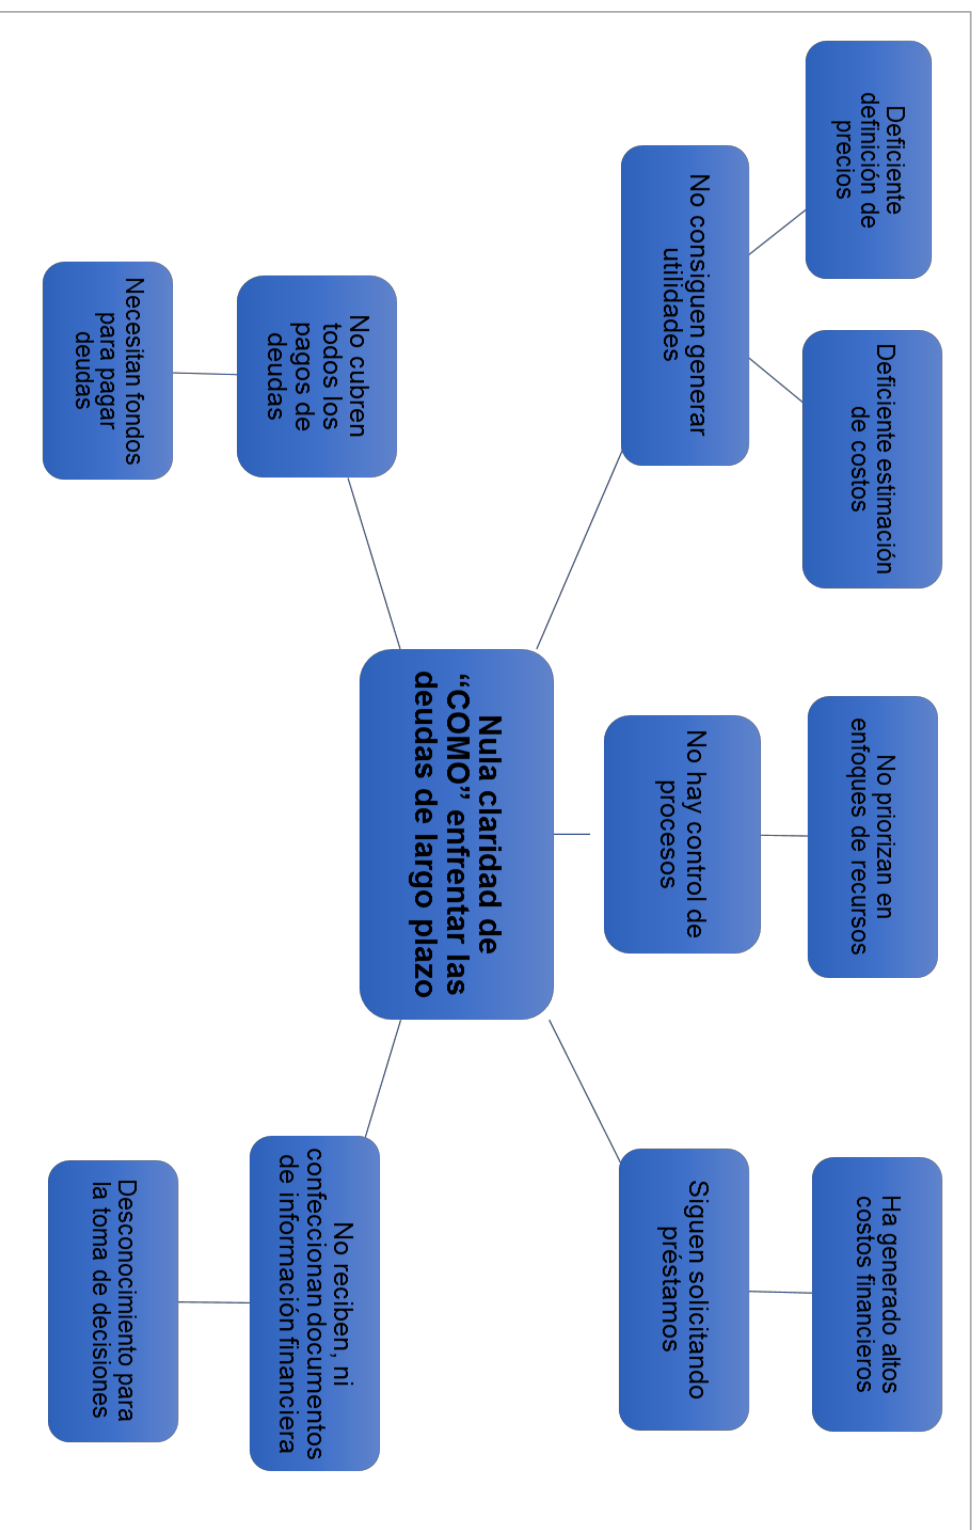 Deficiente
definición de
precios
Deficiente estimación
de costos
No priorizan en
enfoques de recursos
Ha generado altos
costos financieros
No consiguen generar
utilidades
No hay control de
procesos
Siguen solicitando
préstamos
Nula claridad de
“COMO” enfrentar las
deudas de largo plazo
No cubren
todos los
pagos de
deudas
No reciben, ni
confeccionan documentos
de información financiera
Necesitan fondos
para pagar
deudas
Desconocimiento para
la toma de decisiones